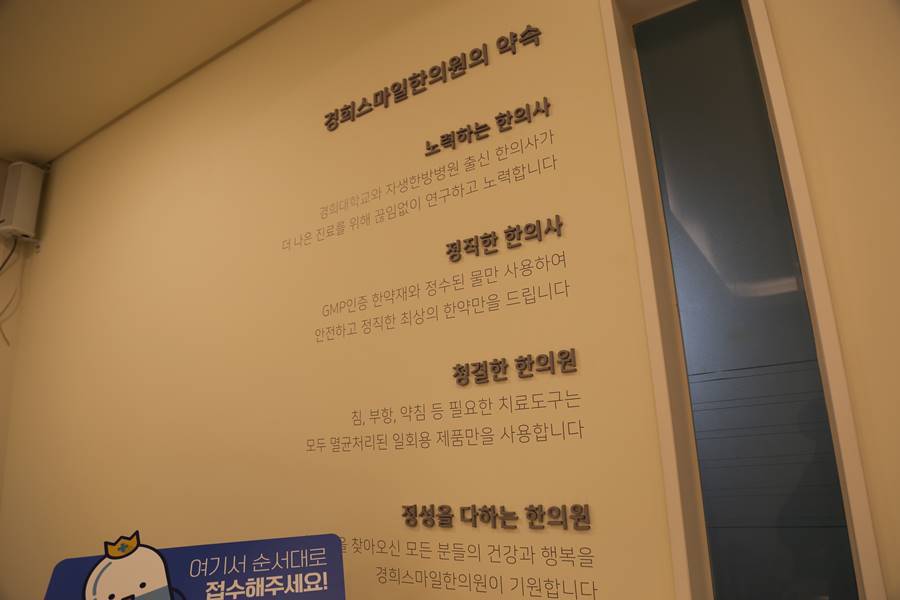 경희스마일한의원의 약속
노력하는 한의사
경희대학교와 자생한방병원 출신 한의사가
더 나은 진료를 위해 끊임없이 연구하고 노력합니다
정직한 한의사
GMP인증 한약재와 정수된 물만 사용하여
안전하고 정직한 최상의 한약만을 드립니다
청결한 한의원
침, 부항, 약침 등 필요한 치료도구는
모두 멸균처리된 일회용 제품만을 사용합니다
정성을 다하는 한의원
을 찾아오신 모든 분들의 건강과 행복을
경희스마일한의원이 기원합니다
여기서 순서대로
접수해주세요!